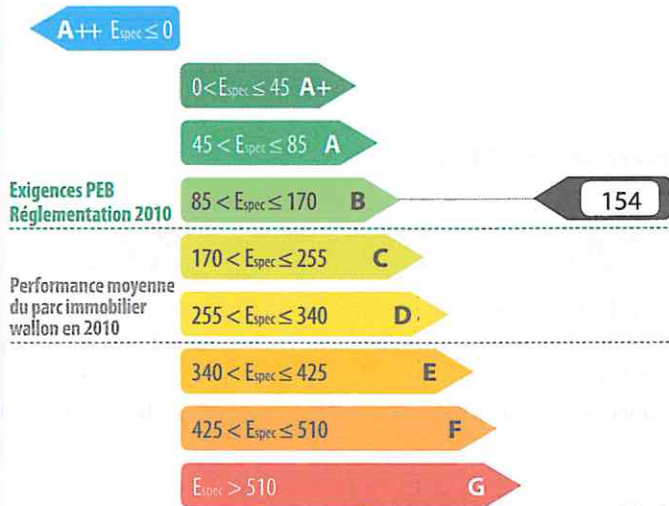 A++ Espec ≤ 0
0 < Espec ≤ 45 A+
45 < Espec ≤ 85 A
Exigences PEB
Réglementation 2010
85 < Espec ≤ 170 B
154
170 < Espec ≤ 255 C
Performance moyenne
du parc immobilier
wallon en 2010
255 < Espec ≤ 340 D
340 < Espec ≤ 425 E
425 < Espec ≤ 510 F
Espec > 510 G